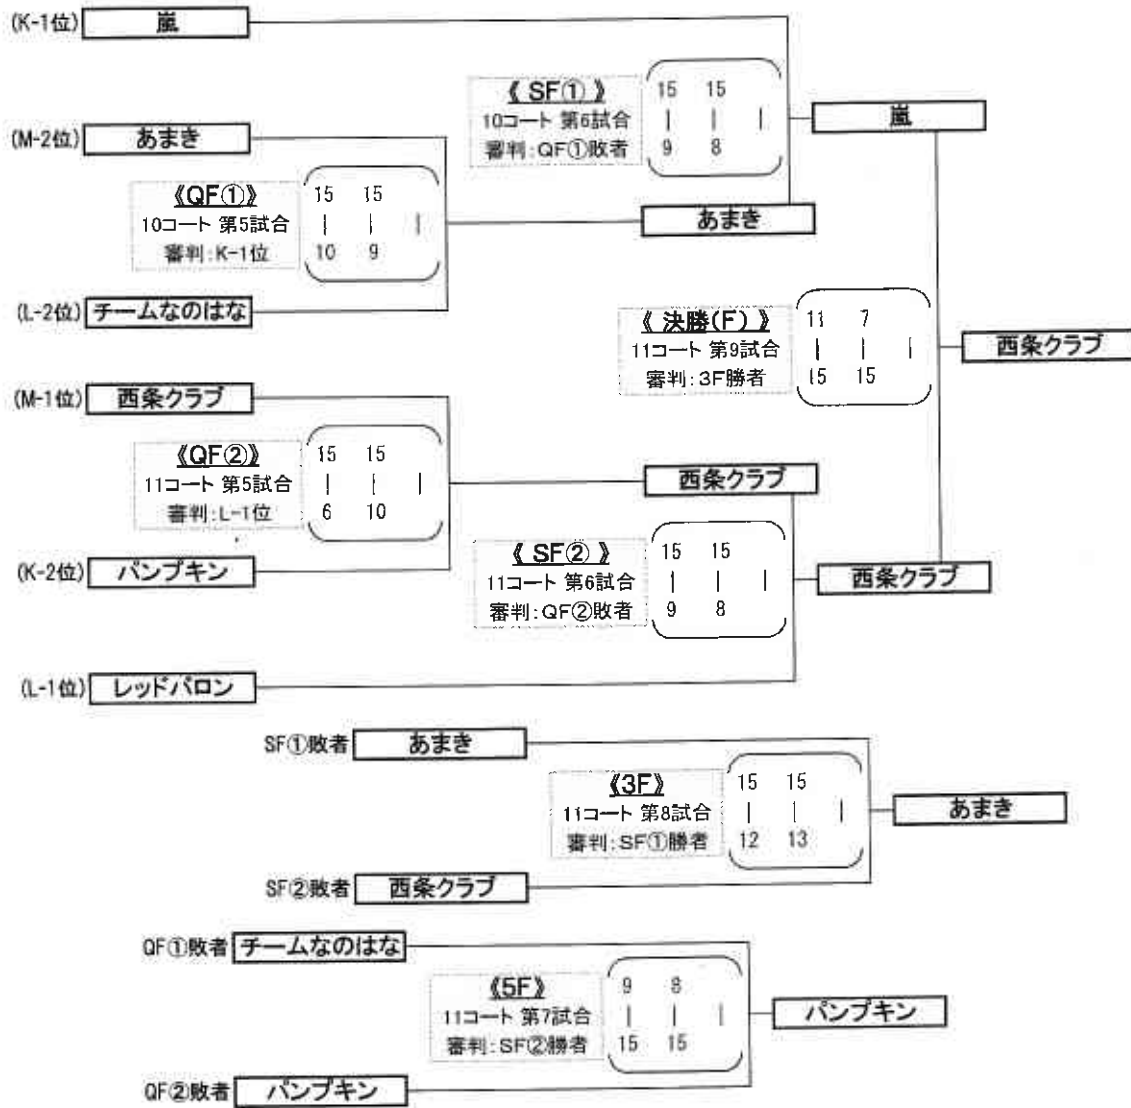 (K-1位) 嵐
《 SF① 》
10コート 第6試合
審判:QF①敗者
15 15
| | |
9 8
嵐
(M-2位) あまき
《QF①》
10コート 第5試合
審判:K-1位
15 15
| | |
10 9
あまき
(L-2位) チームなのはな
《 決勝(F) 》
11コート 第9試合
審判:3F勝者
11 7
| | |
15 15
西条クラブ
(M-1位) 西条クラブ
《QF②》
11コート 第5試合
審判:L-1位
15 15
| | |
6 10
西条クラブ
(K-2位) パンプキン
《 SF② 》
11コート 第6試合
審判:QF②敗者
15 15
| | |
9 8
西条クラブ
(L-1位) レッドバロン
SF①敗者 あまき
《3F》
11コート 第8試合
審判:SF①勝者
15 15
| | |
12 13
あまき
SF②敗者 西条クラブ
QF①敗者 チームなのはな
《5F》
11コート 第7試合
審判:SF②勝者
9 8
| | |
15 15
パンプキン
QF②敗者 パンプキン